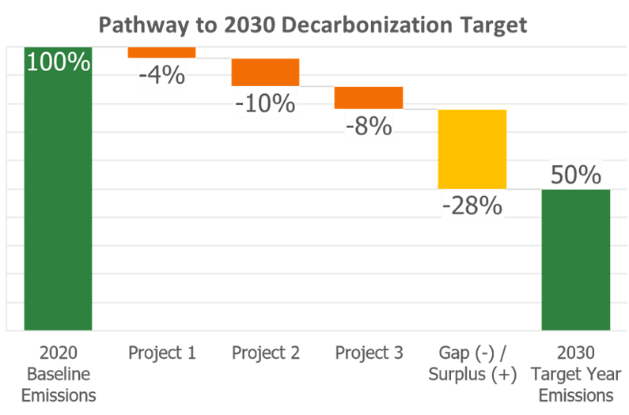 Pathway to 2030 Decarbonization Target
100%
-4%
-10%
-8%
-28%
50%
2020
Baseline
Emissions
Project 1
Project 2
Project 3
Gap (-) /
Surplus (+)
2030
Target Year
Emissions